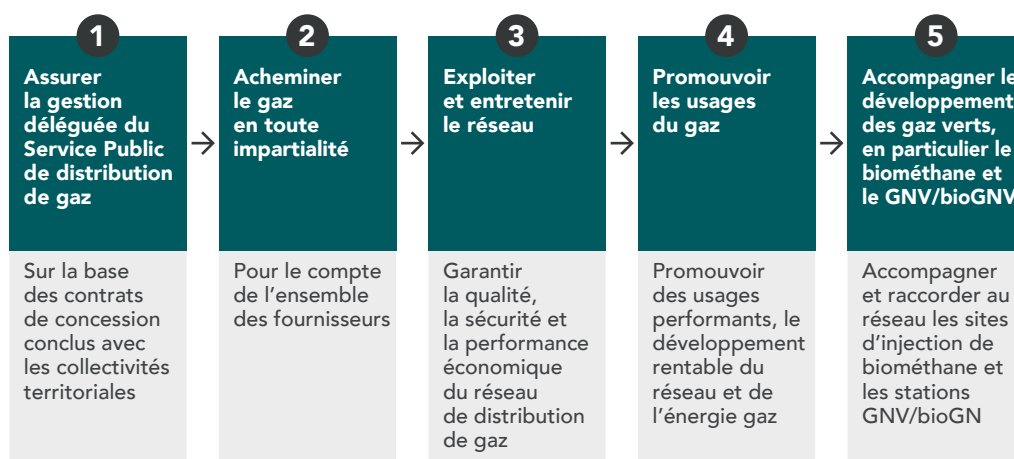 1
Assurer
la gestion
déléguée du
Service Public
de distribution
de gaz
Sur la base
des contrats
de concession
conclus avec
les collectivités
territoriales
2
Acheminer
le gaz
en toute
impartialité
Pour le compte
de l'ensemble
des fournisseurs
3
Exploiter
et entretenir
le réseau
Garantir
la qualité,
la sécurité et
la performance
économique
du réseau
de distribution
de gaz
4
Promouvoir
les usages
du gaz
Promouvoir
des usages
performants, le
développement
rentable du
réseau et de
l'énergie gaz
5
Accompagner le
développement
des gaz verts,
en particulier le
biométhane et
le GNV/bioGNV
Accompagner
et raccorder au
réseau les sites
d'injection de
biométhane et
les stations
GNV/bioGN